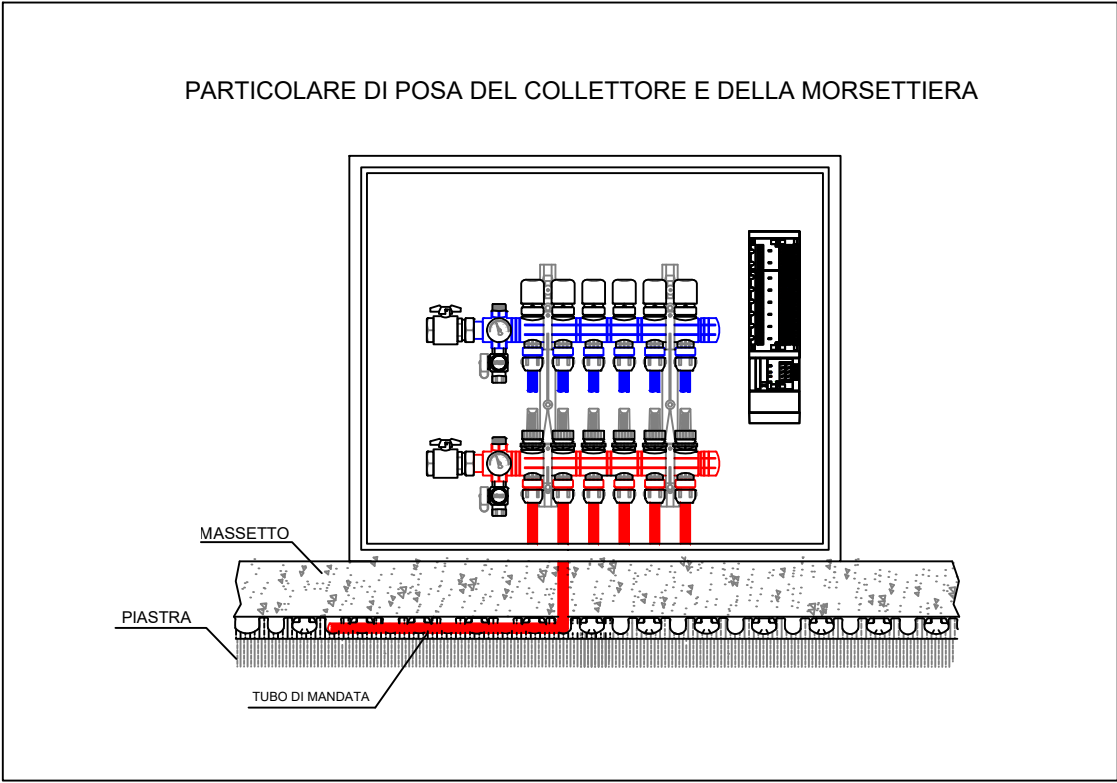 PARTICOLARE DI POSA DEL COLLETTORE E DELLA MORSETTIERA
MASSETTO
PIASTRA
TUBO DI MANDATA